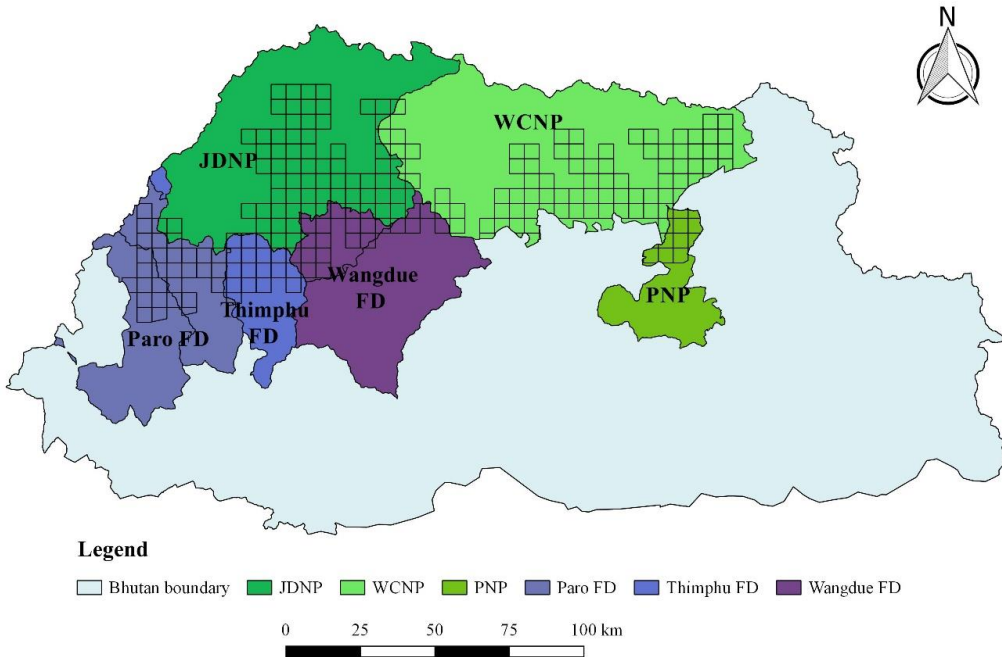 N
WCNP
JDNP
Wangdue
FD
PNP
Thimphu
FD
Paro FD
Legend
Bhutan boundary JDNP WCNP PNP Paro FD Thimphu FD Wangdue FD
0 25 50 75 100 km